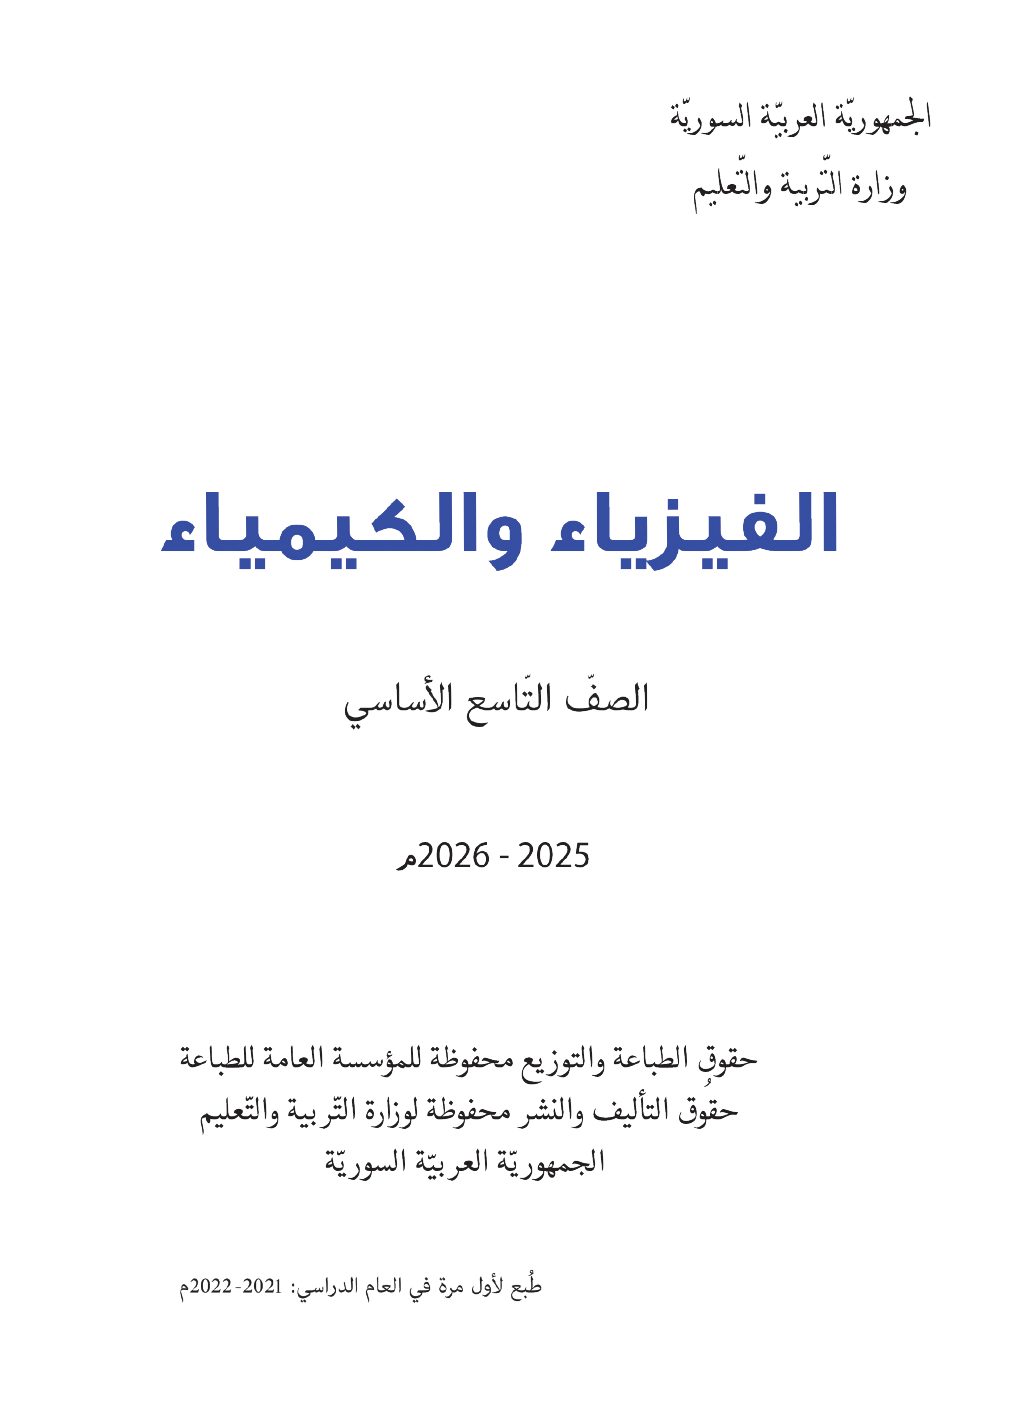 الجمهوريّة العربيّة السوريّة
وزارة التّربية والتّعليم
الفيزياء والكيمياء
الصفّ التّاسع الأساسي
2025 - 2026م
حقوق الطباعة والتوزيع محفوظة للمؤسسة العامة للطباعة
حقُوق التأليف والنشر محفوظة لوزارة التّربية والتّعليم
الجمهوريّة العربيّة السوريّة
طُبع لأول مرة في العام الدراسي: 2021-2022م